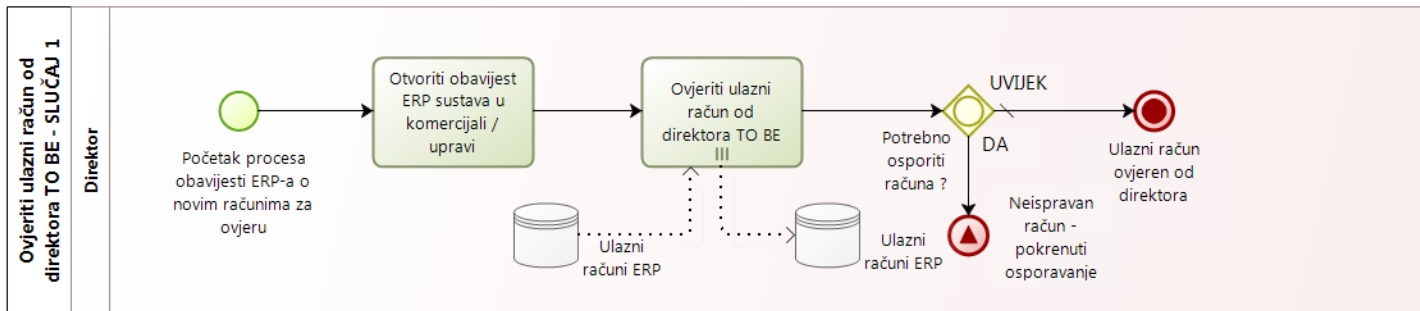 Ovjeriti ulazni račun od
direktora TO BE - SLUČAJ 1
Direktor
Početak procesa
obavijesti ERP-a o
novim računima za
ovjeru
Otvoriti obavijest
ERP sustava u
komercijali /
upravi
Ovjeriti ulazni
račun od
direktora TO BE
Ulazni
računi ERP
Ulazni
računi ERP
Potrebno
osporiti
računa ?
UVIJEK
DA
Neispravan
račun -
pokrenuti
osporavanje
Ulazni račun
ovjeren od
direktora